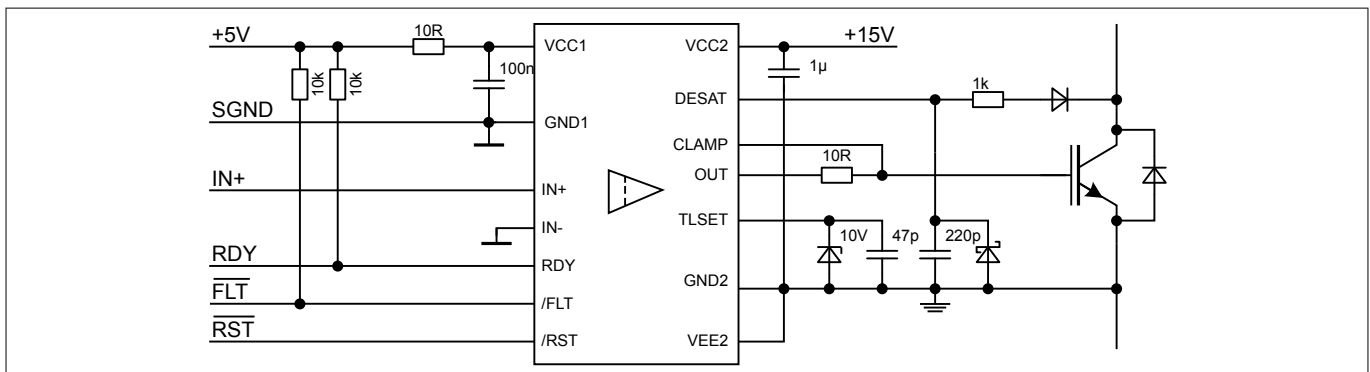 +5V
10R
10k
10k
100n
SGND
IN+
RDY
FLT
RST
VCC1
GND1
IN+
IN-
RDY
/FLT
/RST
VCC2
DESAT
CLAMP
OUT
TLSET
GND2
VEE2
+15V
1µ
1k
10R
10V
47p
220p